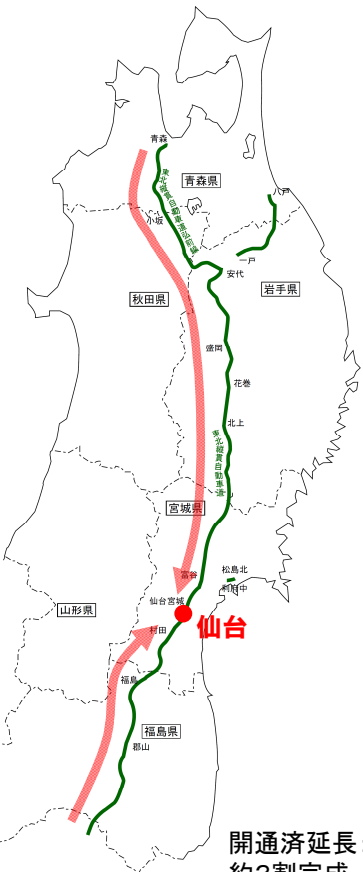 青森
青森県
八戸
東北縦貫自動車道弘前線
小坂
一戸
安代
岩手県
秋田県
盛岡
花巻
北上
東北縦貫自動車道
宮城県
富谷
松島北
利府中
仙台宮城
山形県
仙台
村田
福島
福島県
郡山
開通済延長